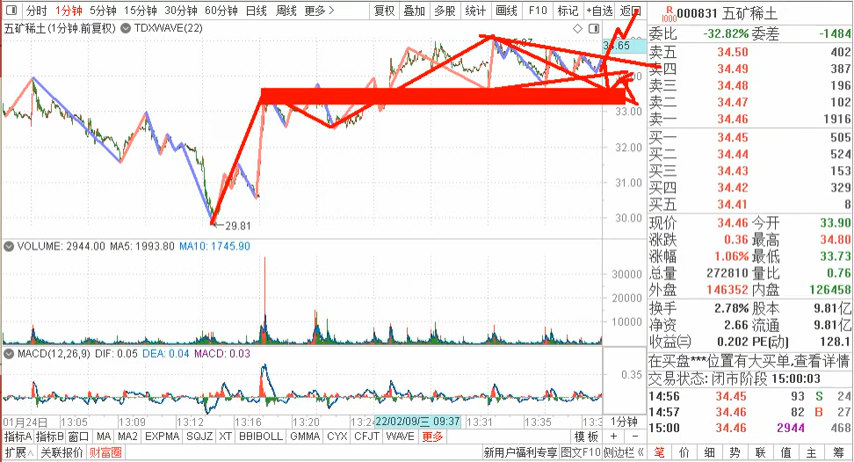 分时 1分钟 5分钟 15分钟 30分钟 60分钟 日线 周线 更多 > 复权 叠加 多股 统计 画线 F10 标记 *自选 返回
五矿稀土(1分钟.前复权) TDXWAVE(22)
34.65
33.00
32.00
31.00
30.00
←29.81
VOLUME: 2944.00 MA5: 1993.80 MA10: 1745.90
30000
20000
10000
MACD(12,26,9) DIF: 0.05 DEA: 0.04 MACD: 0.03
0.35
01月24日 13:05 13:09 13:12 13:16 13:20 13:24 22/02/09/三 09:37 13:31 13:35 1分钟
指标A 指标B 窗口 MA MA2 EXPMA SQJZ XT BBIBOLL GMMA CYX CFJT WAVE 更多 模板 + -
扩展∧ 关联报价 财富圈 新用户福利专享 图文F10 侧边栏《
R
1000
000831 五矿稀土
委比 -32.82% 委差 -1484
卖五 34.50 402
卖四 34.49 387
卖三 34.48 196
卖二 34.47 102
卖一 34.46 1916
买一 34.45 505
买二 34.44 524
买三 34.43 153
买四 34.42 329
买五 34.41 8
现价 34.46 今开 33.90
涨跌 0.36 最高 34.80
涨幅 1.06% 最低 33.73
总量 272810 量比 0.76
外盘 146352 内盘 126458
换手 2.78% 股本 9.81亿
净资 2.66 流通 9.81亿
收益㈢ 0.202 PE(动) 128.1
在买盘***位置有大买单,查看详情
交易状态: 闭市阶段 15:00:03
14:56 34.45 93 S 24
14:57 34.46 82 B 27
15:00 34.46 2944 468
笔 价 细 势 联 值 主 筹